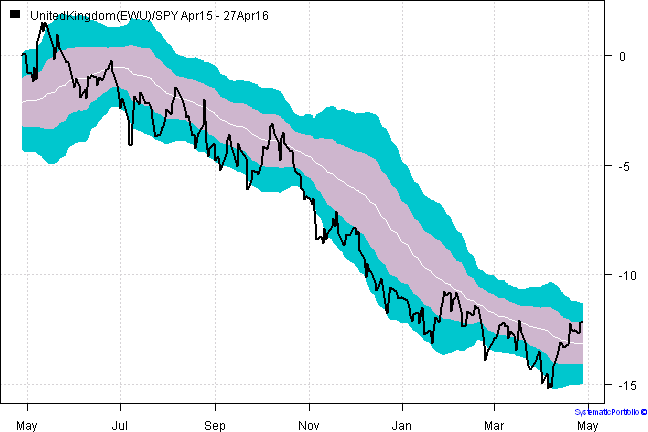 UnitedKingdom(EWU)/SPY Apr15 - 27Apr16
0
-5
-10
-15
May Jul Sep Nov Jan Mar May
SystematicPortfolio ©